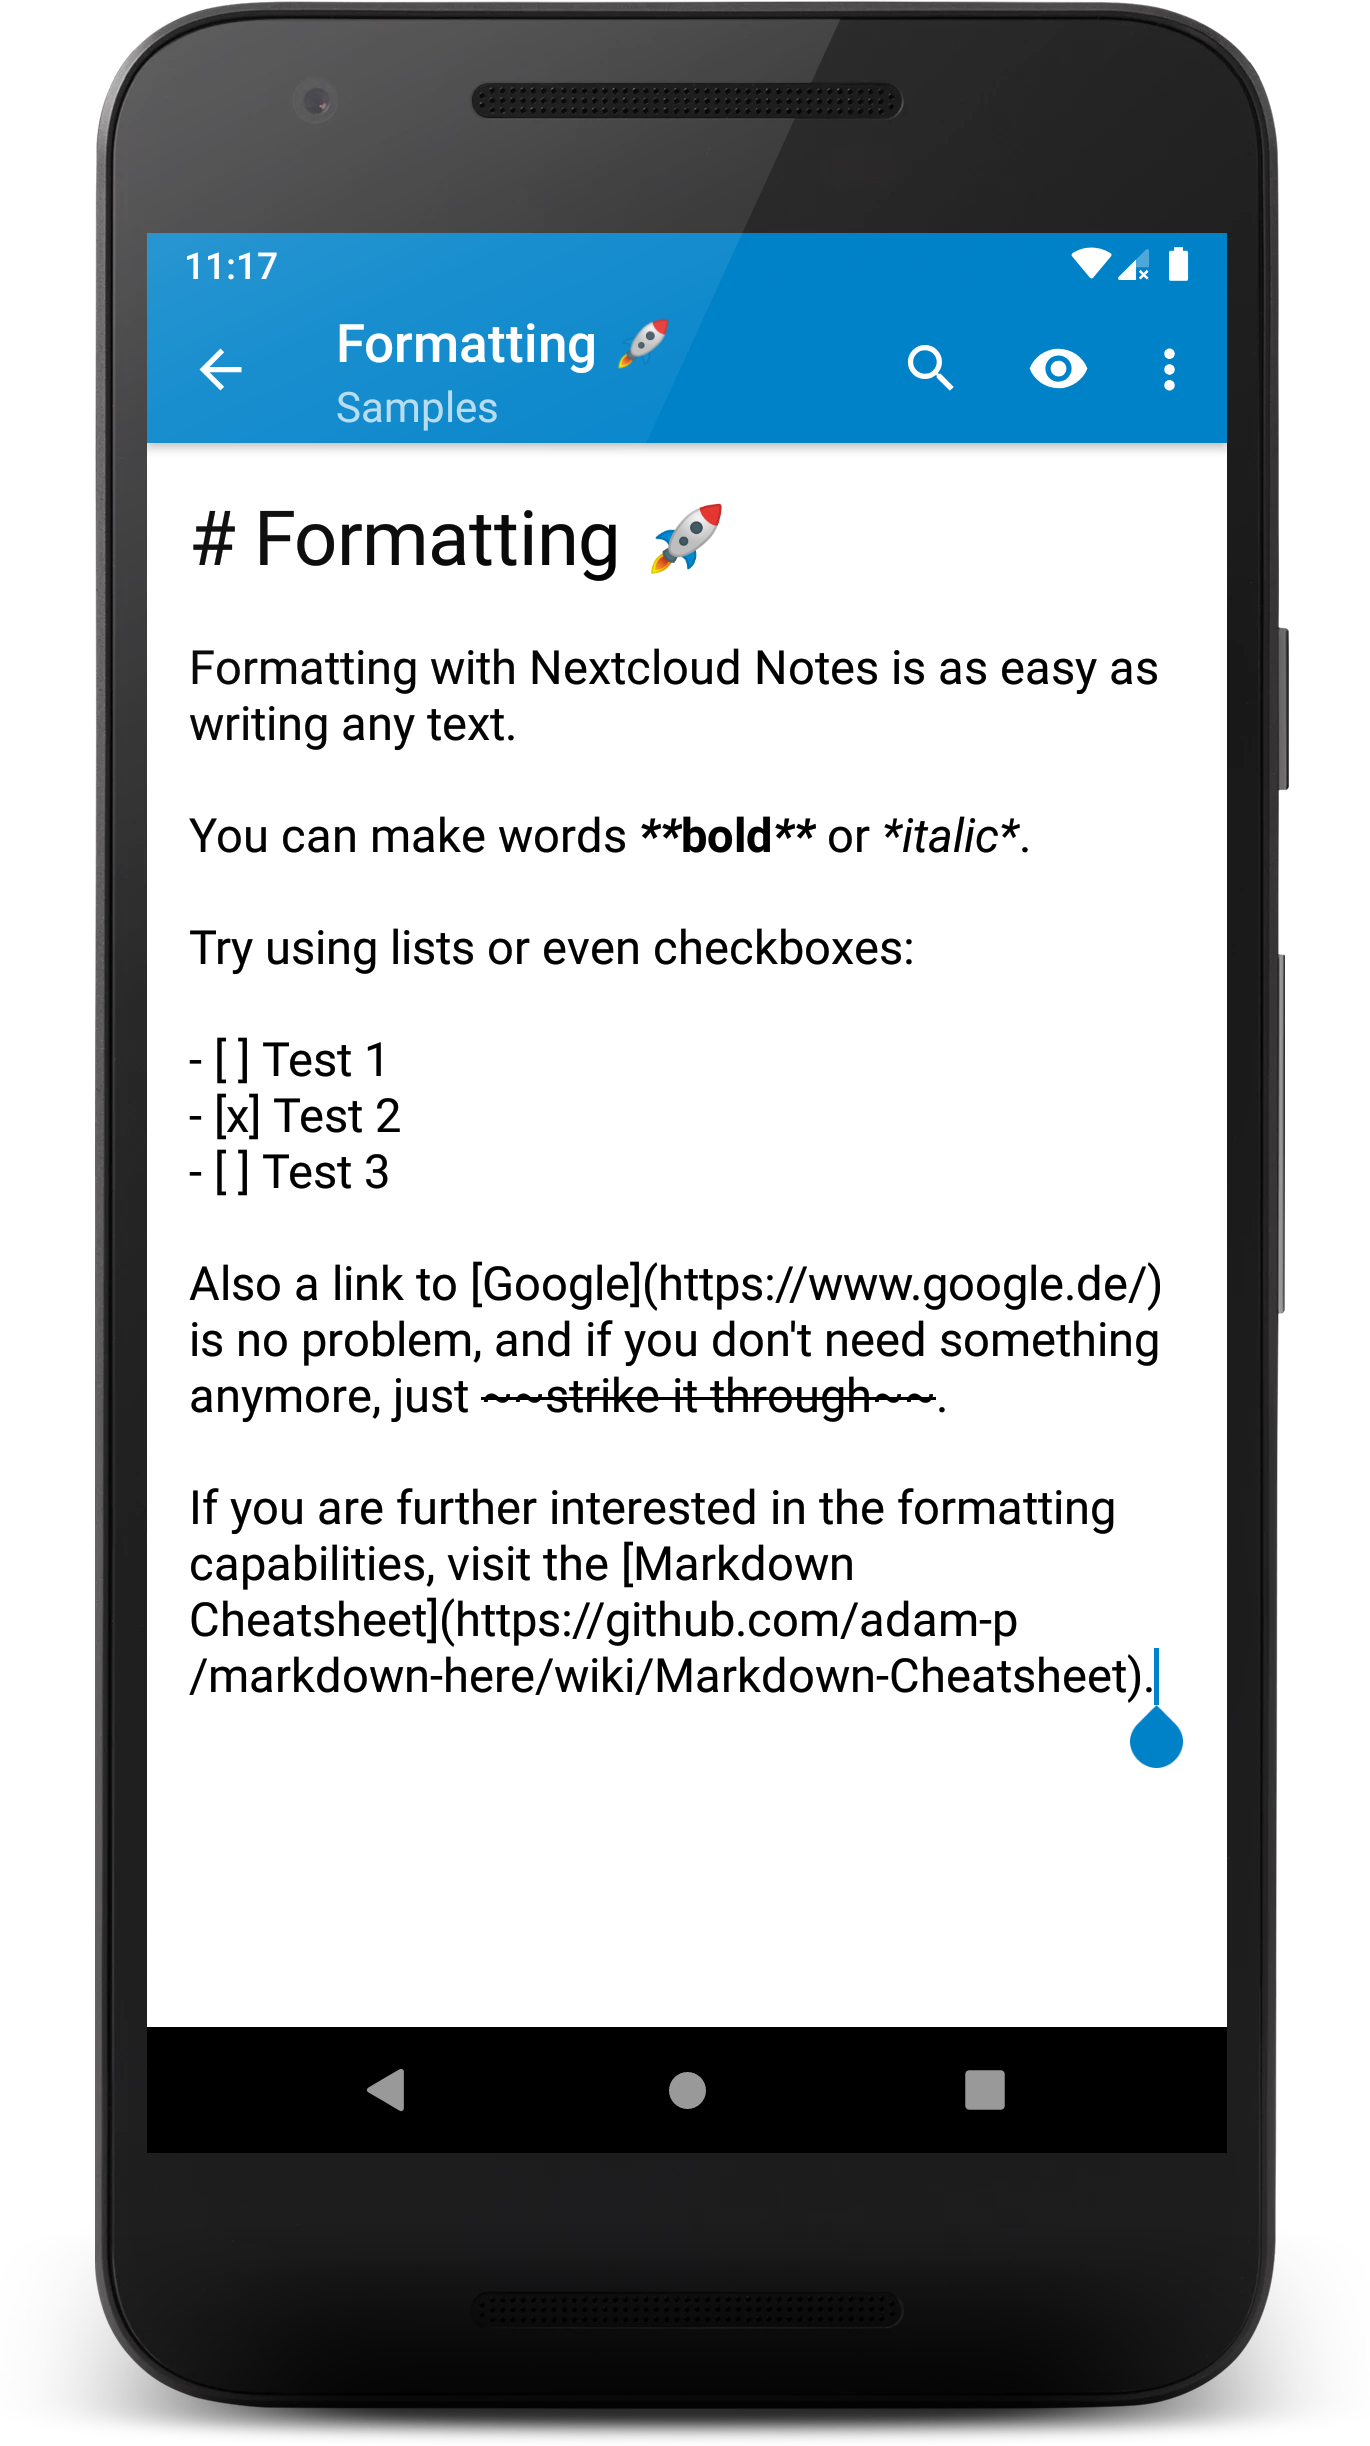 11:17
Formatting 🚀
Samples
# Formatting 🚀
Formatting with Nextcloud Notes is as easy as
writing any text.
You can make words **bold** or *italic*.
Try using lists or even checkboxes:
- [ ] Test 1
- [x] Test 2
- [ ] Test 3
Also a link to [Google](https://www.google.de/)
is no problem, and if you don't need something
anymore, just ~~strike it through~~.
If you are further interested in the formatting
capabilities, visit the [Markdown
Cheatsheet](https://github.com/adam-p
/markdown-here/wiki/Markdown-Cheatsheet).